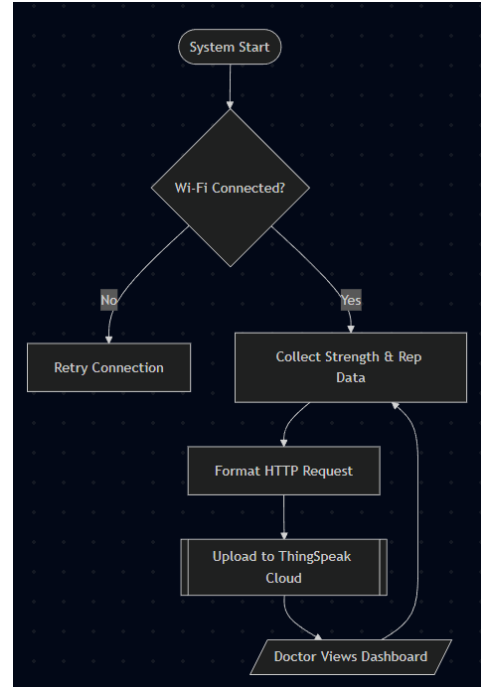 System Start
Wi-Fi Connected?
No
Yes
Retry Connection
Collect Strength & Rep
Data
Format HTTP Request
Upload to ThingSpeak
Cloud
Doctor Views Dashboard